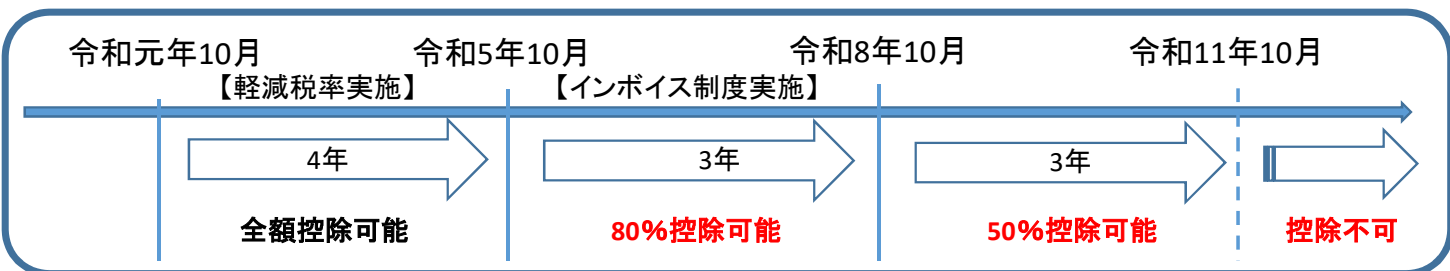 令和元年10月 令和5年10月 令和8年10月 令和11年10月
【軽減税率実施】 【インボイス制度実施】
4年 3年 3年
全額控除可能 80%控除可能 50%控除可能 控除不可